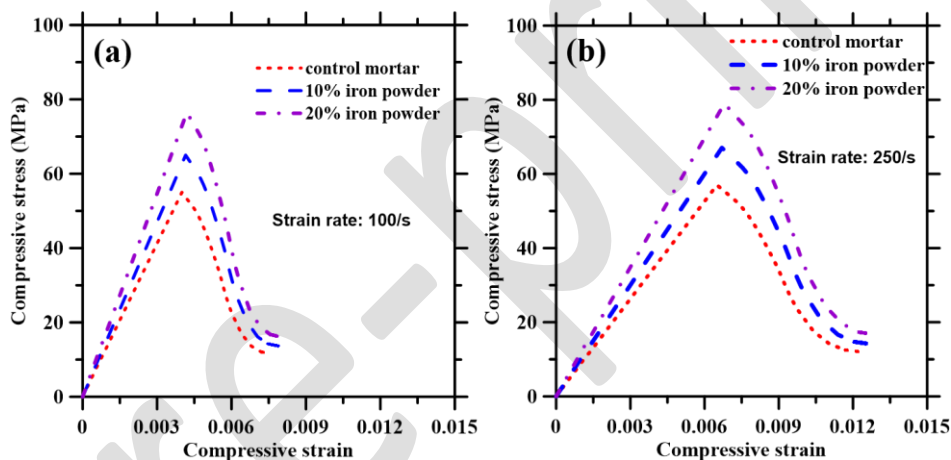 (a)
control mortar
10% iron powder
20% iron powder
Strain rate: 100/s
Compressive stress (MPa)
100
80
60
40
20
0
0 0.003 0.006 0.009 0.012 0.015
Compressive strain
(b)
control mortar
10% iron powder
20% iron powder
Strain rate: 250/s
Compressive stress (MPa)
100
80
60
40
20
0
0 0.003 0.006 0.009 0.012 0.015
Compressive strain
re-pri